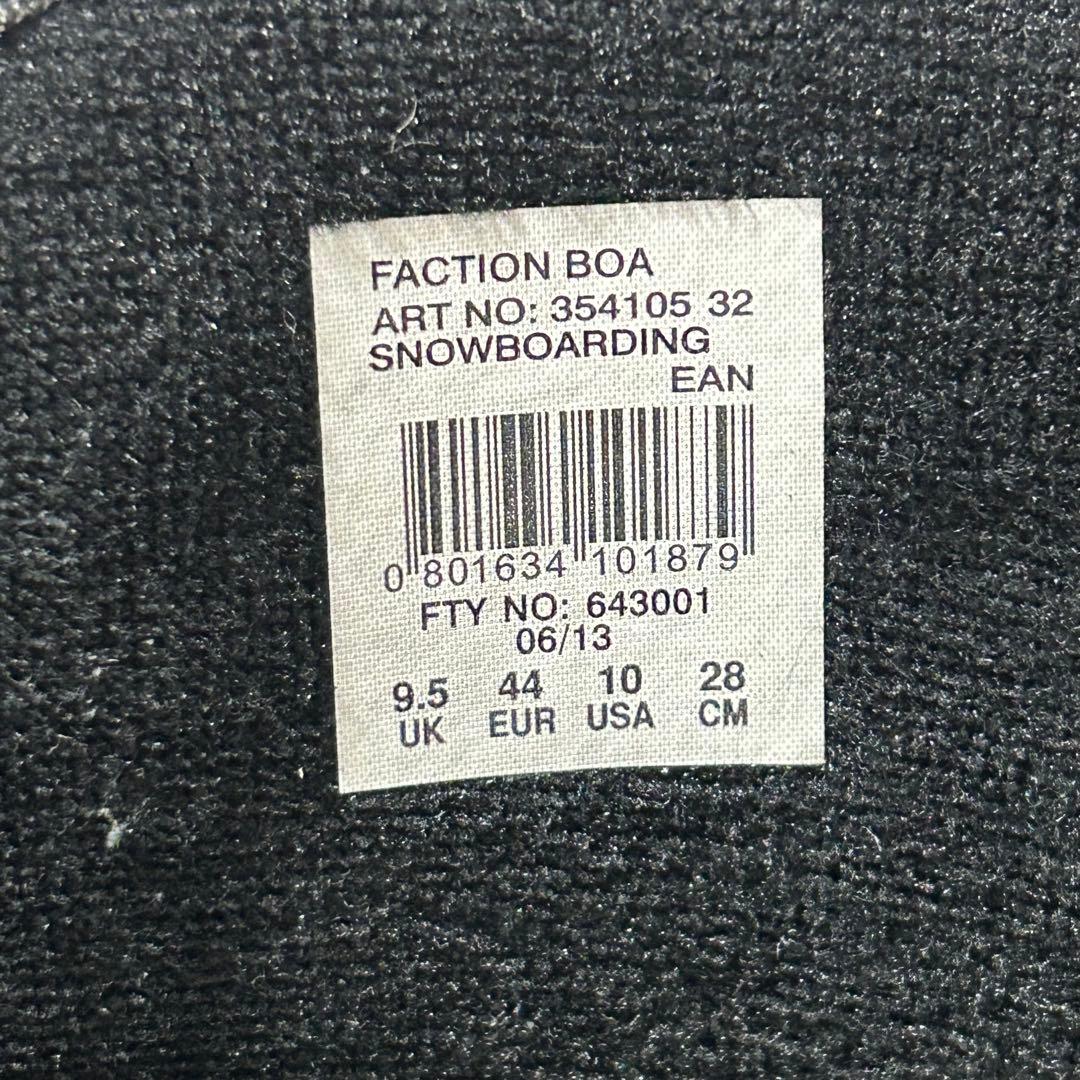 FACTION BOA
ART NO: 354105 32
SNOWBOARDING
EAN
0 801634 101879
FTY NO: 643001
06/13
9.5 44 10 28
UK EUR USA CM